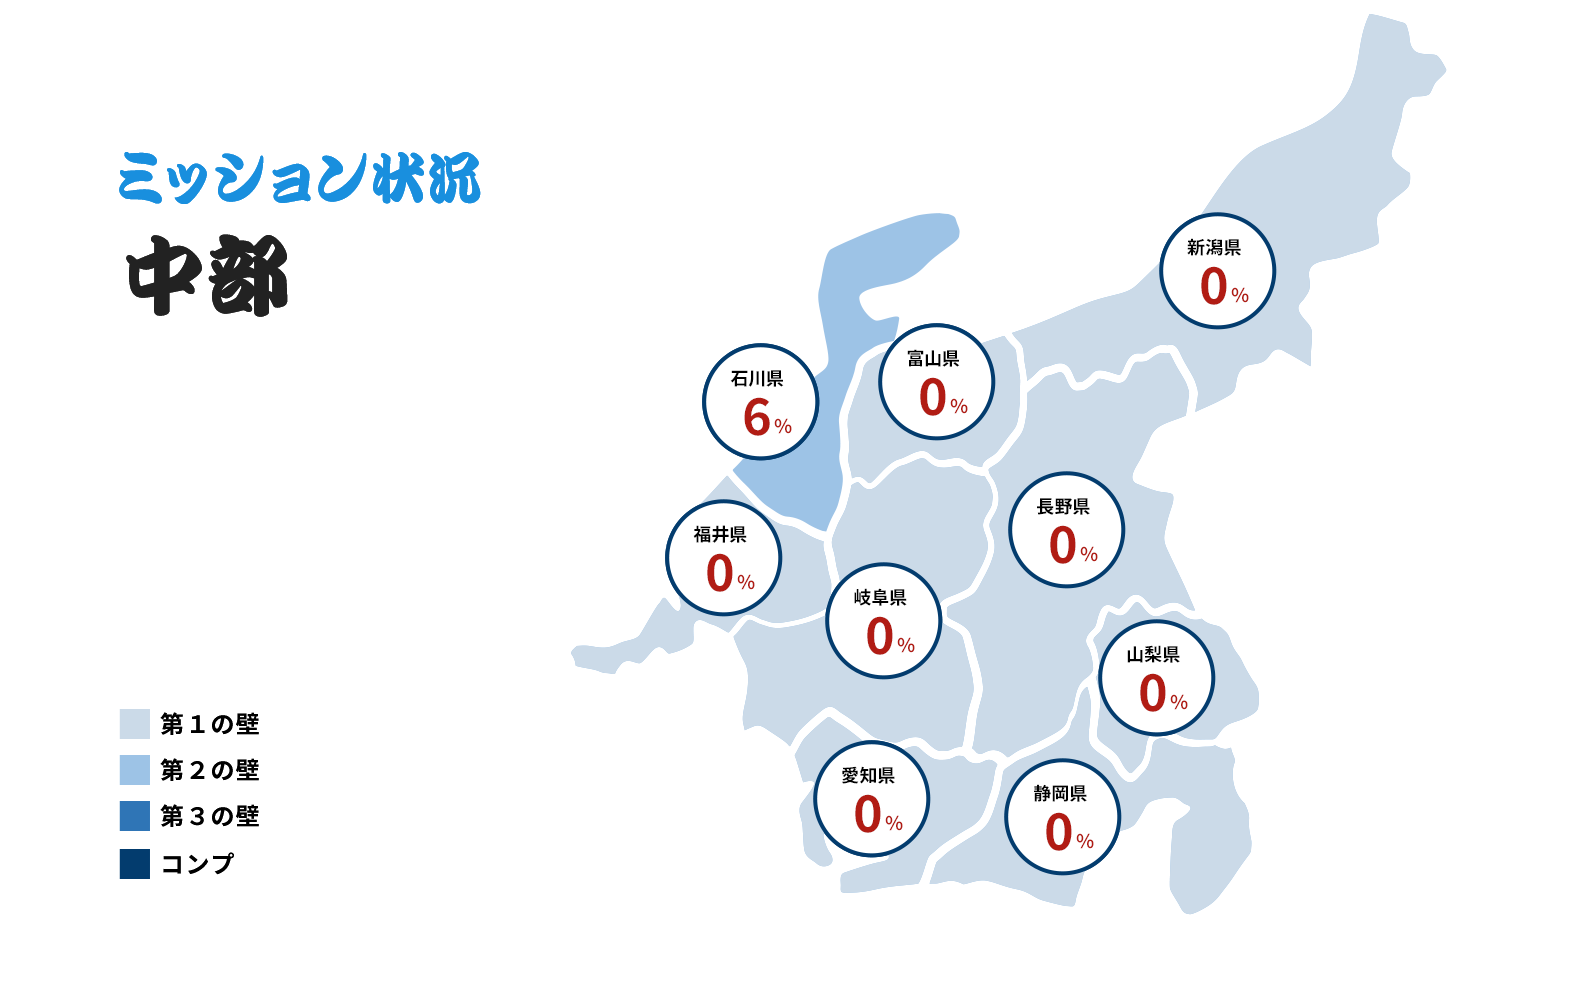 ミッション状況
中部
新潟県
0%
富山県
0%
石川県
6%
長野県
0%
福井県
0%
岐阜県
0%
山梨県
0%
愛知県
0%
静岡県
0%
第１の壁
第２の壁
第３の壁
コンプ